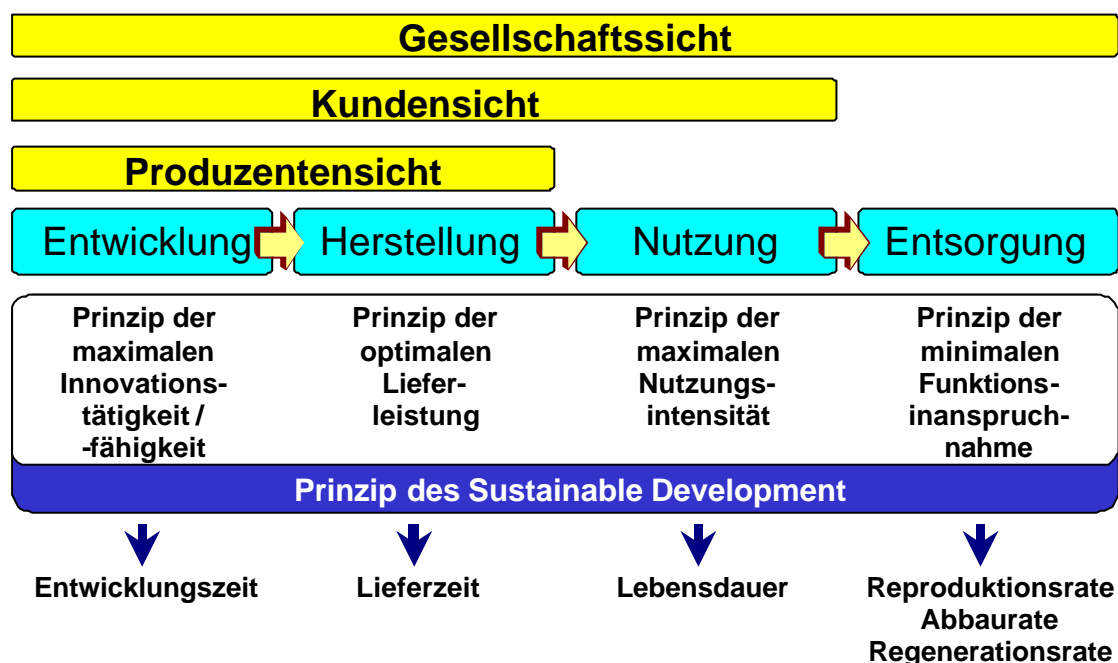 Gesellschaftssicht
Kundensicht
Produzentensicht
Entwicklung
Herstellung
Nutzung
Entsorgung
Prinzip der
maximalen
Innovations-
tätigkeit /
-fähigkeit
Prinzip der
optimalen
Liefer-
leistung
Prinzip der
maximalen
Nutzungs-
intensität
Prinzip der
minimalen
Funktions-
inanspruch-
nahme
Prinzip des Sustainable Development
Entwicklungszeit
Lieferzeit
Lebensdauer
Reproduktionsrate
Abbaurate
Regenerationsrate